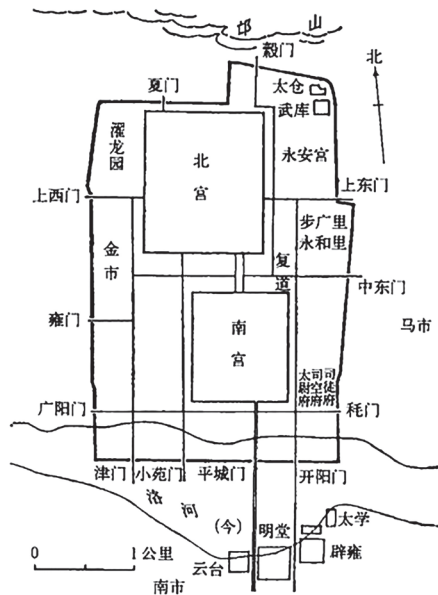 邙山
榖门
北
夏门
太仓
武库
濯龙园
北宫
永安宫
上西门
上东门
步广里
永和里
金市
复道
中东门
雍门
南宫
马市
太尉府
司空府
司徒府
广阳门
秏门
津门
小苑门
平城门
开阳门
洛河
(今)
明堂
太学
辟雍
云台
0
1公里
南市